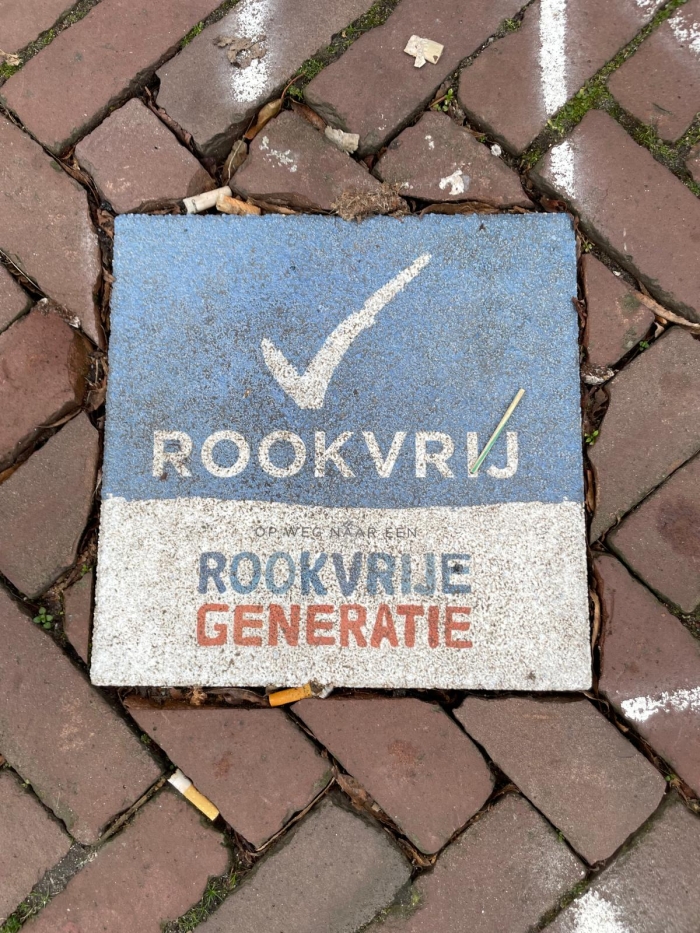 ROOKVRIJ
OP WEG NAAR EEN
ROOKVRIJE
GENERATIE